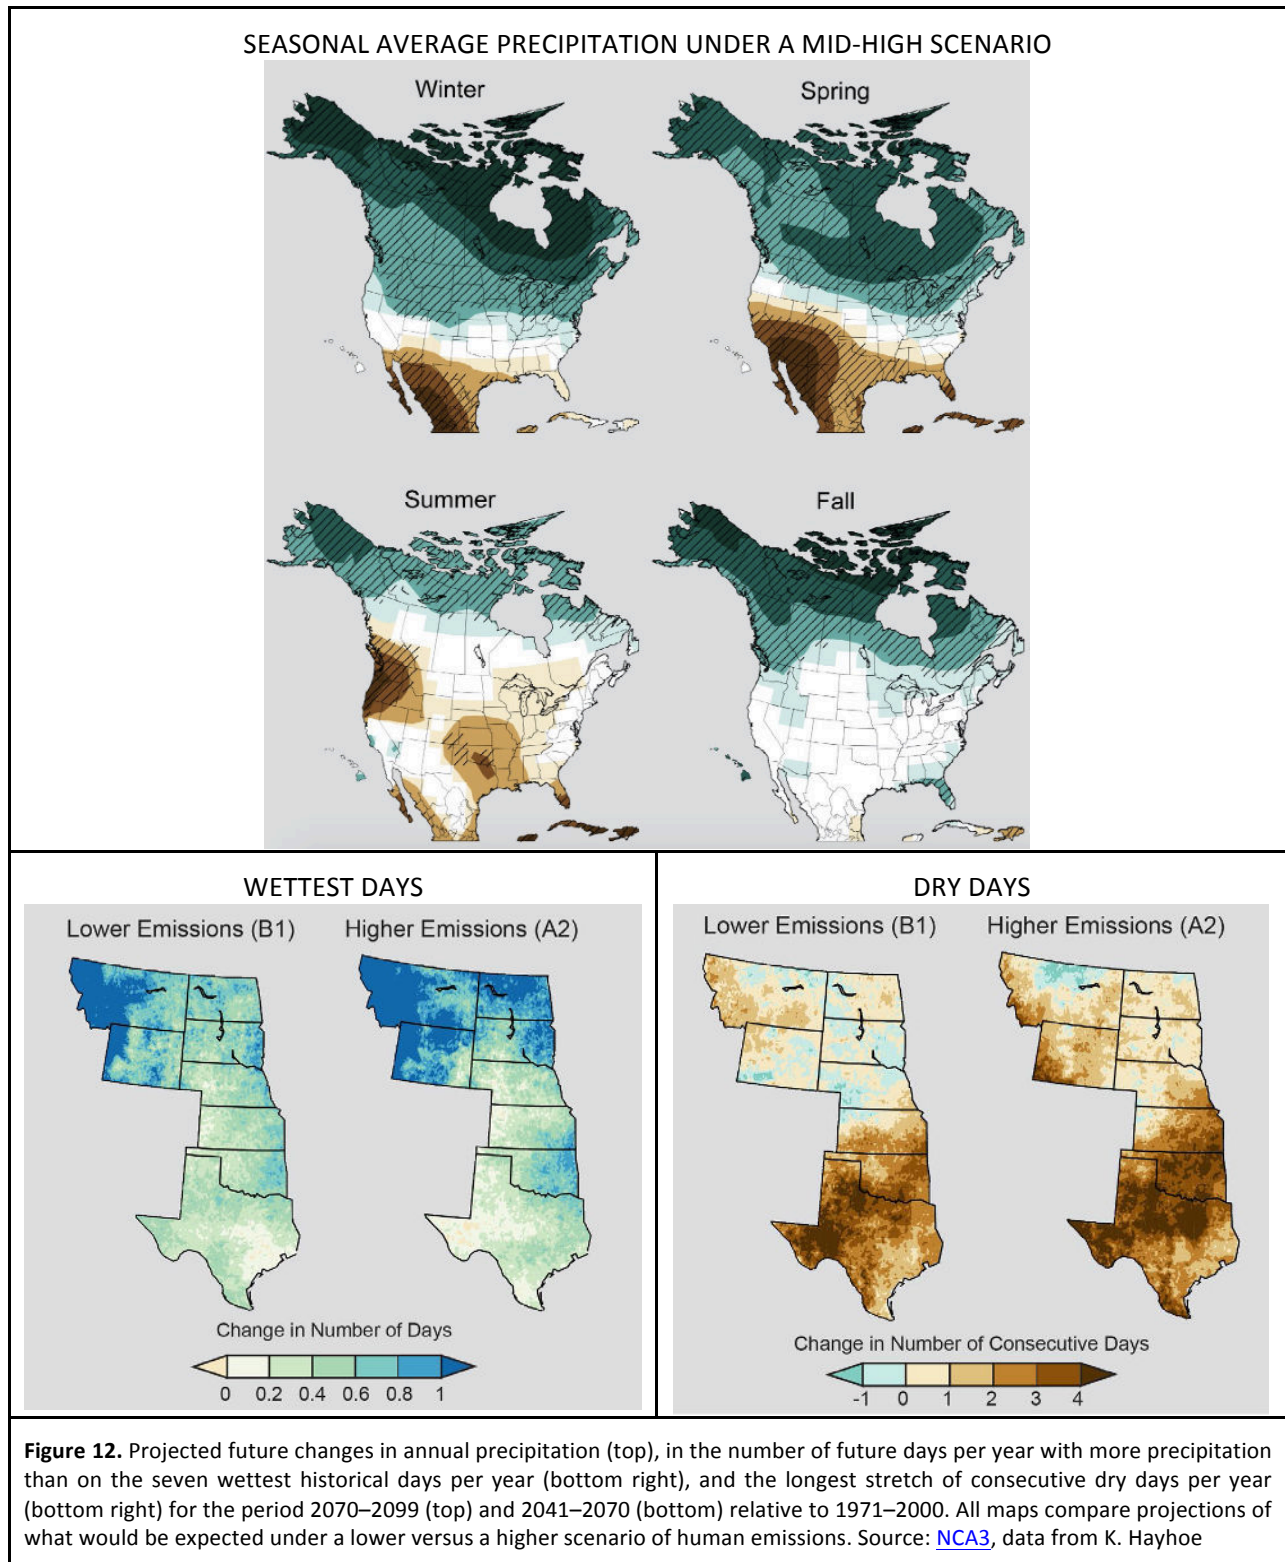 SEASONAL AVERAGE PRECIPITATION UNDER A MID-HIGH SCENARIO
Winter
Spring
Summer
Fall
WETTEST DAYS
Lower Emissions (B1)
Higher Emissions (A2)
Change in Number of Days
0 0.2 0.4 0.6 0.8 1
DRY DAYS
Lower Emissions (B1)
Higher Emissions (A2)
Change in Number of Consecutive Days
-1 0 1 2 3 4
Figure 12. Projected future changes in annual precipitation (top), in the number of future days per year with more precipitation
than on the seven wettest historical days per year (bottom right), and the longest stretch of consecutive dry days per year
(bottom right) for the period 2070–2099 (top) and 2041–2070 (bottom) relative to 1971–2000. All maps compare projections of
what would be expected under a lower versus a higher scenario of human emissions. Source: NCA3, data from K. Hayhoe